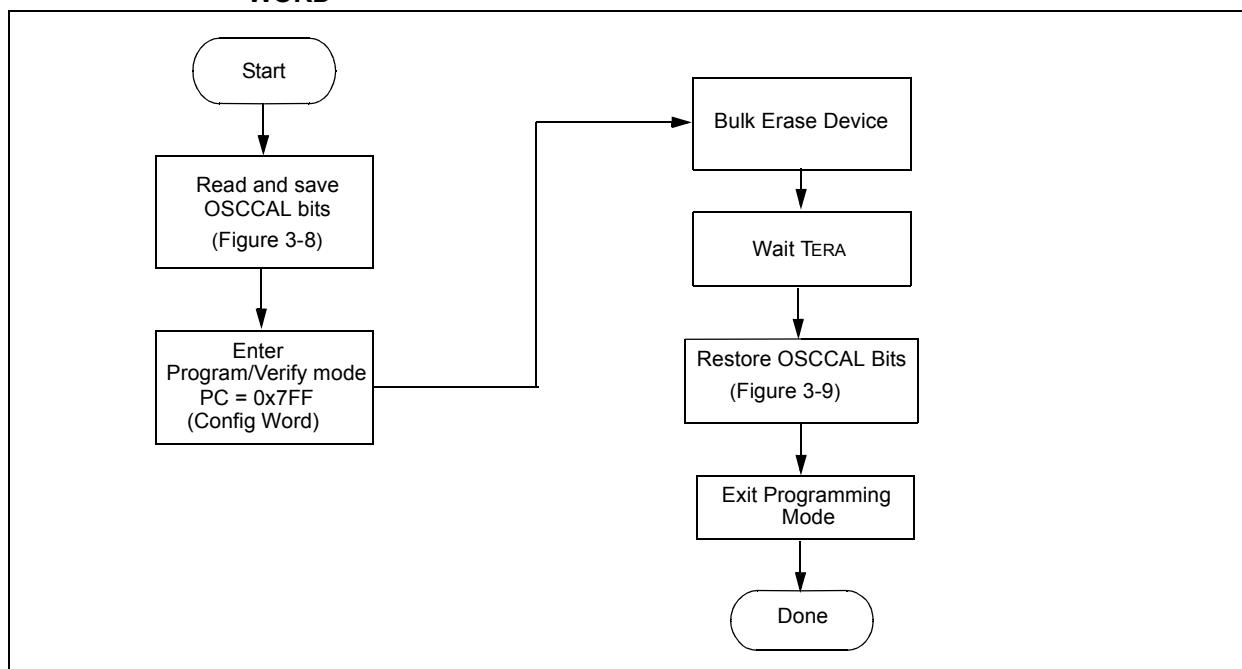 WORD
Start
Read and save
OSCCAL bits
(Figure 3-8)
Enter
Program/Verify mode
PC = 0x7FF
(Config Word)
Bulk Erase Device
Wait TERA
Restore OSCCAL Bits
(Figure 3-9)
Exit Programming
Mode
Done